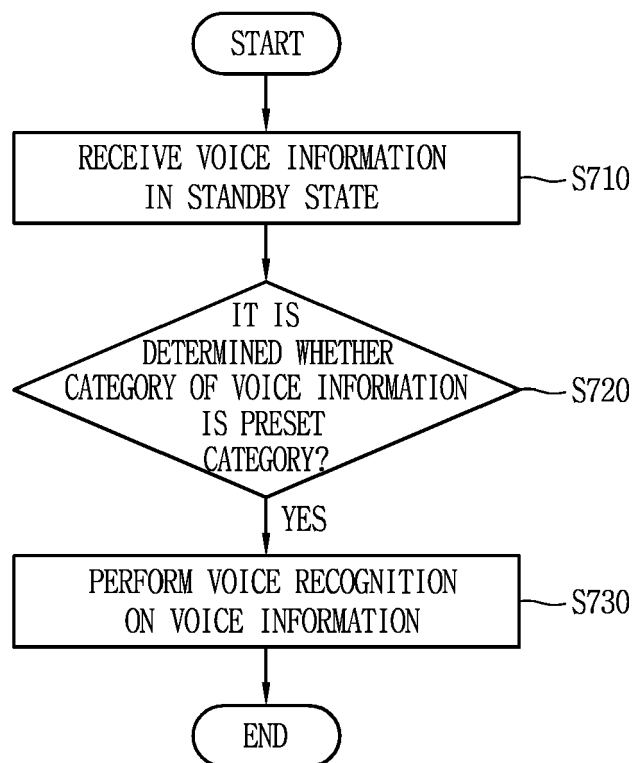 START
RECEIVE VOICE INFORMATION
IN STANDBY STATE
S710
IT IS
DETERMINED WHETHER
CATEGORY OF VOICE INFORMATION
IS PRESET
CATEGORY?
S720
YES
PERFORM VOICE RECOGNITION
ON VOICE INFORMATION
S730
END